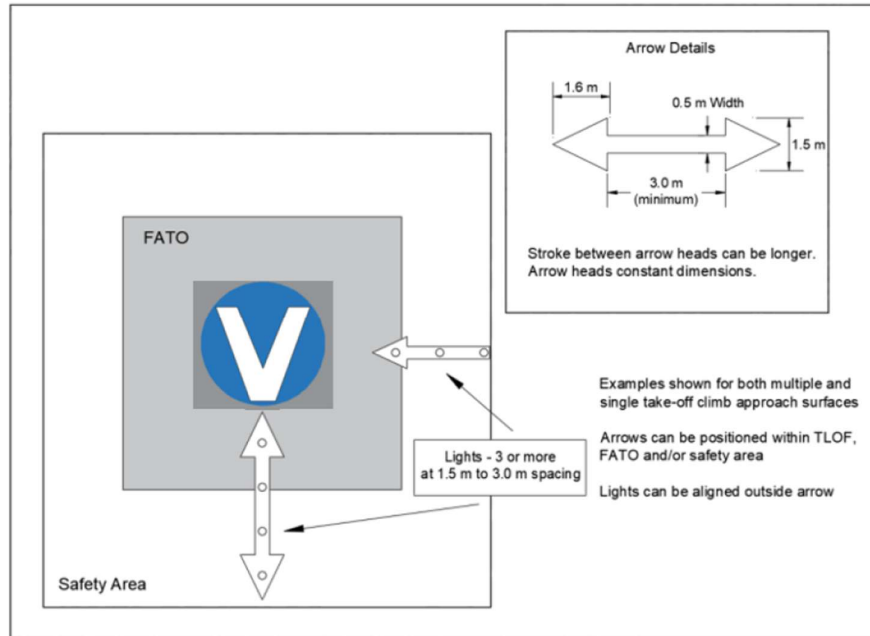 Arrow Details
1.6 m
0.5 m Width
1.5 m
3.0 m
(minimum)
Stroke between arrow heads can be longer.
Arrow heads constant dimensions.
FATO
V
Examples shown for both multiple and
single take-off climb approach surfaces
Arrows can be positioned within TLOF,
FATO and/or safety area
Lights can be aligned outside arrow
Lights - 3 or more
at 1.5 m to 3.0 m spacing
Safety Area